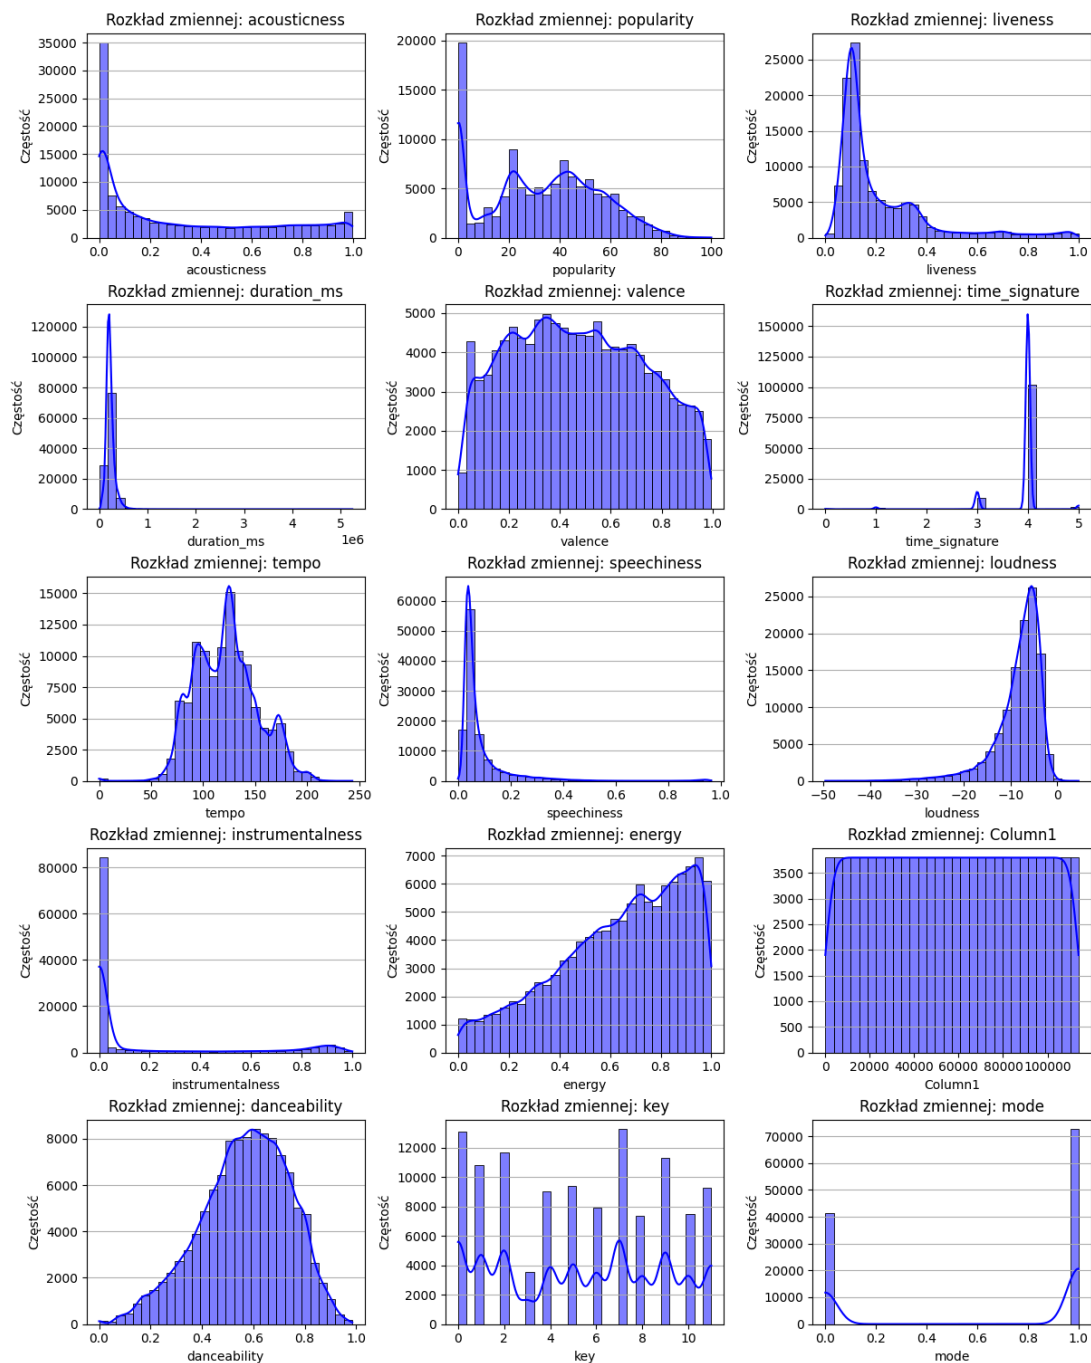 Rozkład zmiennej: acousticness
35000
30000
25000
20000
15000
10000
5000
0
Częstość
0.0 0.2 0.4 0.6 0.8 1.0
acousticness
Rozkład zmiennej: popularity
20000
15000
10000
5000
0
Częstość
0 20 40 60 80 100
popularity
Rozkład zmiennej: liveness
25000
20000
15000
10000
5000
0
Częstość
0.0 0.2 0.4 0.6 0.8 1.0
liveness
Rozkład zmiennej: duration_ms
120000
100000
80000
60000
40000
20000
0
Częstość
0 1 2 3 4 5
1e6
duration_ms
Rozkład zmiennej: valence
5000
4000
3000
2000
1000
0
Częstość
0.0 0.2 0.4 0.6 0.8 1.0
valence
Rozkład zmiennej: time_signature
150000
125000
100000
75000
50000
25000
0
Częstość
0 1 2 3 4 5
time_signature
Rozkład zmiennej: tempo
15000
12500
10000
7500
5000
2500
0
Częstość
0 50 100 150 200 250
tempo
Rozkład zmiennej: speechiness
60000
50000
40000
30000
20000
10000
0
Częstość
0.0 0.2 0.4 0.6 0.8 1.0
speechiness
Rozkład zmiennej: loudness
25000
20000
15000
10000
5000
0
Częstość
−50 −40 −30 −20 −10 0
loudness
Rozkład zmiennej: instrumentalness
80000
60000
40000
20000
0
Częstość
0.0 0.2 0.4 0.6 0.8 1.0
instrumentalness
Rozkład zmiennej: energy
7000
6000
5000
4000
3000
2000
1000
0
Częstość
0.0 0.2 0.4 0.6 0.8 1.0
energy
Rozkład zmiennej: Column1
3500
3000
2500
2000
1500
1000
500
0
Częstość
0 20000 40000 60000 80000 100000
Column1
Rozkład zmiennej: danceability
8000
6000
4000
2000
0
Częstość
0.0 0.2 0.4 0.6 0.8 1.0
danceability
Rozkład zmiennej: key
12000
10000
8000
6000
4000
2000
0
Częstość
0 2 4 6 8 10
key
Rozkład zmiennej: mode
70000
60000
50000
40000
30000
20000
10000
0
Częstość
0.0 0.2 0.4 0.6 0.8 1.0
mode